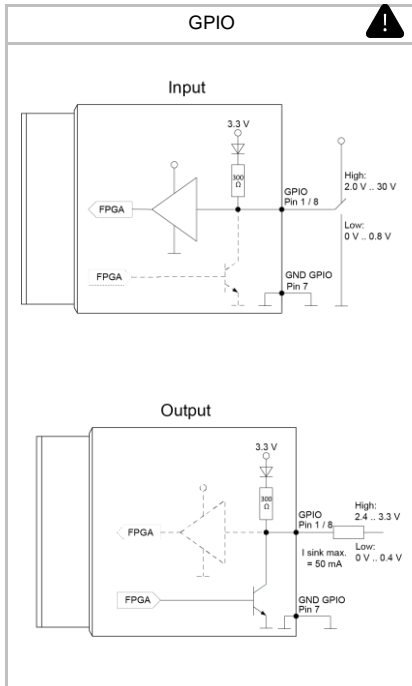 GPIO
Input
3.3 V
300
Ω
GPIO
Pin 1 / 8
High:
2.0 V .. 30 V
Low:
0 V .. 0.8 V
FPGA
FPGA
GND GPIO
Pin 7
Output
3.3 V
300
Ω
GPIO
Pin 1 / 8
High:
2.4 .. 3.3 V
FPGA
I sink max.
= 50 mA
Low:
0 V .. 0.4 V
FPGA
GND GPIO
Pin 7